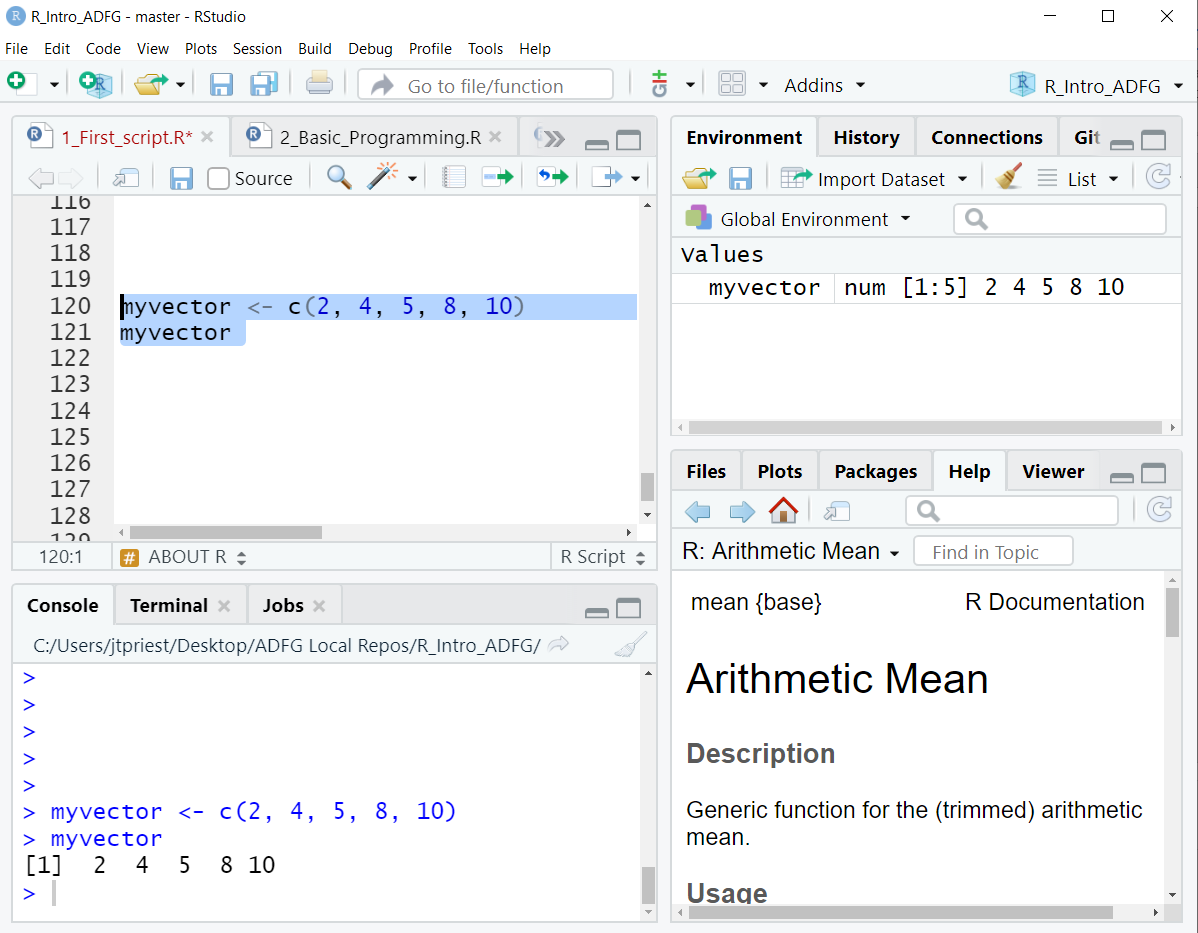 R_Intro_ADFG - master - RStudio
File Edit Code View Plots Session Build Debug Profile Tools Help
Go to file/function Addins R_Intro_ADFG
1_First_script.R* 2_Basic_Programming.R
Source
116
117
118
119
120 myvector <- c(2, 4, 5, 8, 10)
121 myvector
122
123
124
125
126
127
128
129
120:1 # ABOUT R R Script
Console Terminal Jobs
C:/Users/jtpriest/Desktop/ADFG Local Repos/R_Intro_ADFG/
>
>
>
>
>
> myvector <- c(2, 4, 5, 8, 10)
> myvector
[1]  2  4  5  8 10
>
Environment History Connections Git
Import Dataset List
Global Environment
Values
myvector num [1:5] 2 4 5 8 10
Files Plots Packages Help Viewer
R: Arithmetic Mean Find in Topic
mean {base} R Documentation
Arithmetic Mean
Description
Generic function for the (trimmed) arithmetic
mean.
Usage